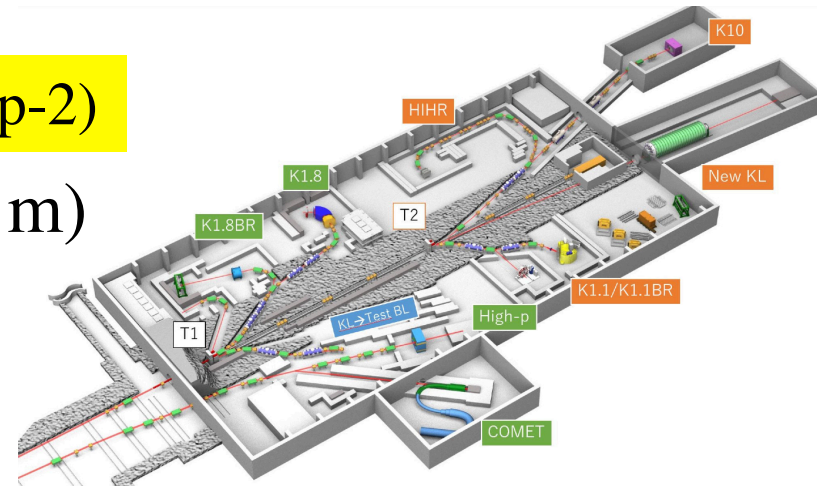 p-2)
m)
K10
HIHR
K1.8
New KL
K1.8BR
T2
K1.1/K1.1BR
KL→Test BL
High-p
T1
COMET